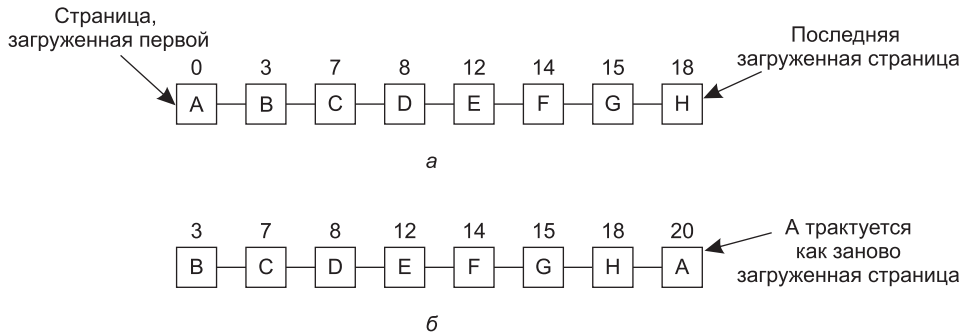 Страница,
загруженная первой
Последняя
загруженная страница
0 3 7 8 12 14 15 18
A B C D E F G H
а
3 7 8 12 14 15 18 20
B C D E F G H A
А трактуется
как заново
загруженная страница
б